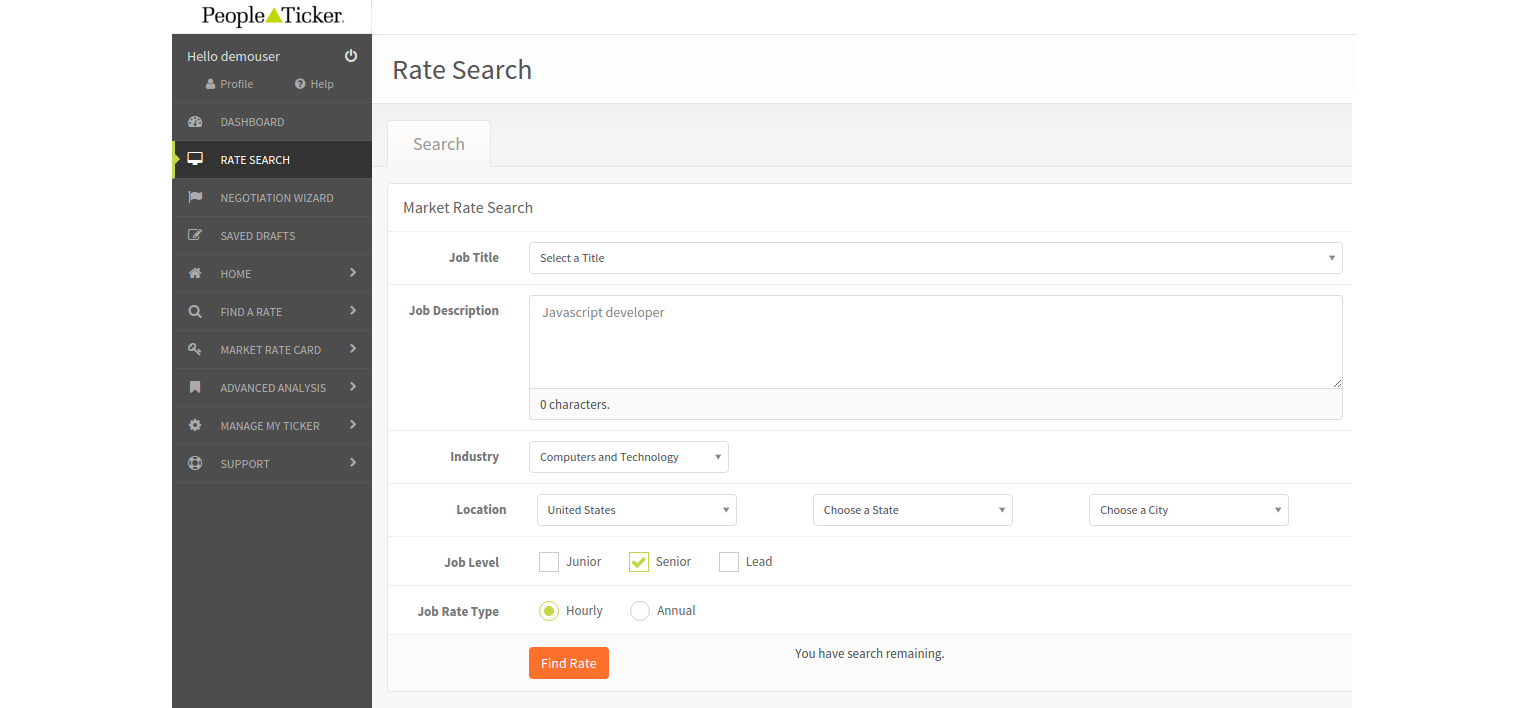 People Ticker.
Hello demouser
Profile Help
DASHBOARD
RATE SEARCH
NEGOTIATION WIZARD
SAVED DRAFTS
HOME
FIND A RATE
MARKET RATE CARD
ADVANCED ANALYSIS
MANAGE MY TICKER
SUPPORT
Rate Search
Search
Market Rate Search
Job Title Select a Title
Job Description Javascript developer
0 characters.
Industry Computers and Technology
Location United States Choose a State Choose a City
Job Level Junior Senior Lead
Job Rate Type Hourly Annual
Find Rate You have search remaining.